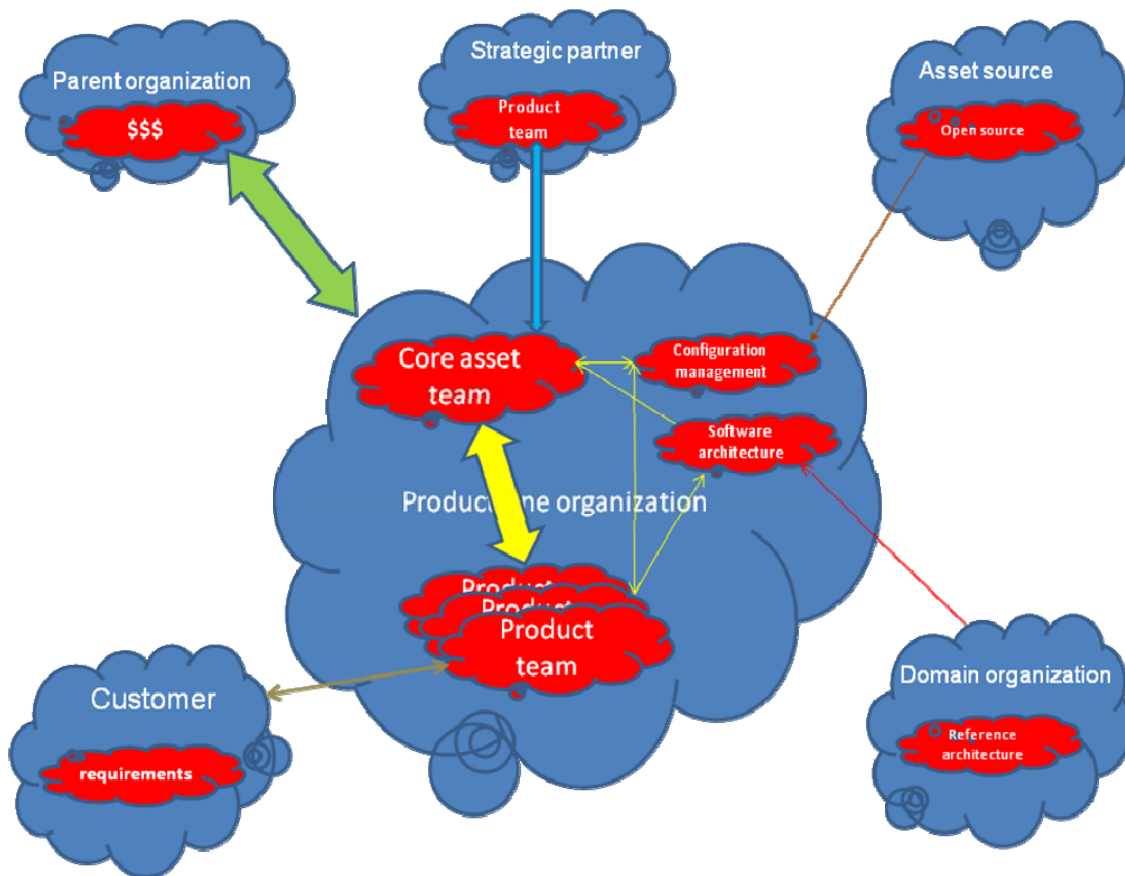 Parent organization
$$$
Strategic partner
Product
team
Asset source
Open source
Core asset
team
Configuration
management
Software
architecture
Product ne organization
Product
Product
Product
team
Customer
requirements
Domain organization
Reference
architecture